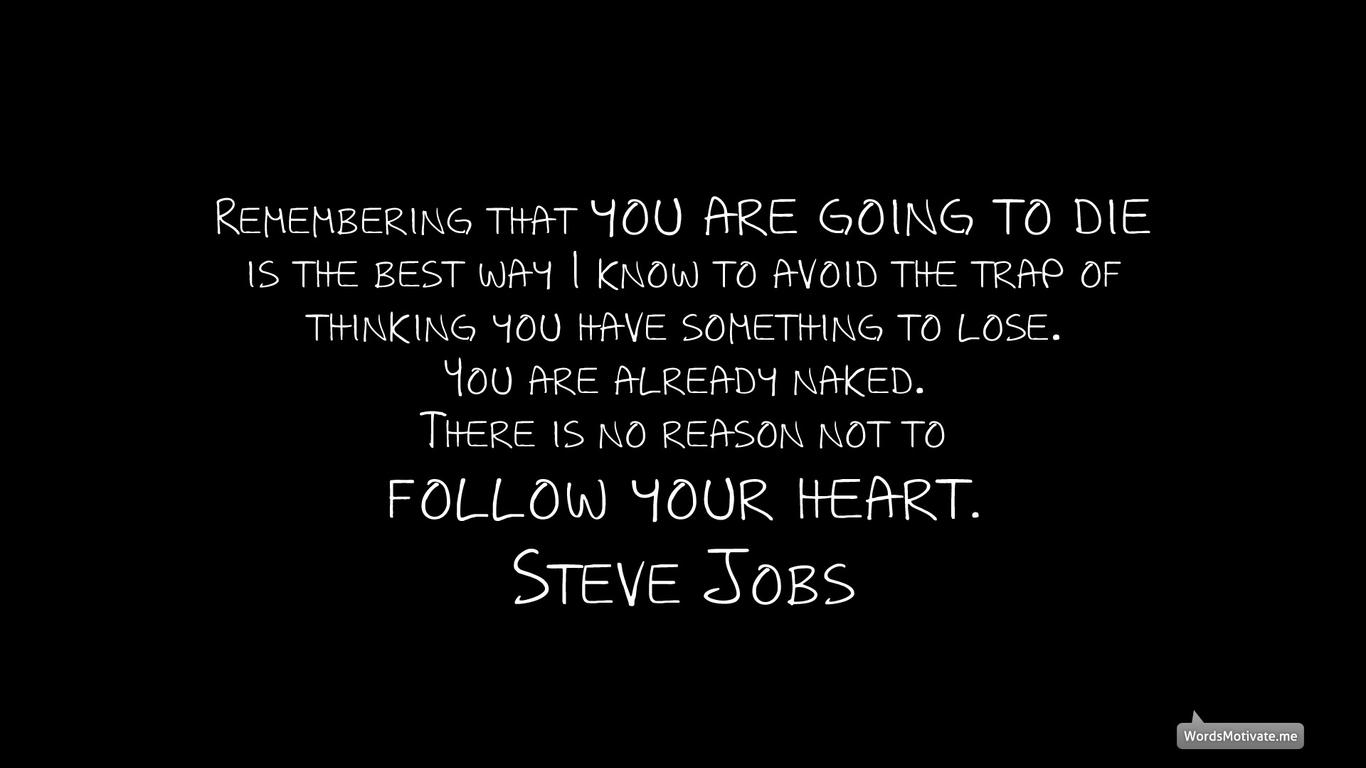 Remembering that YOU ARE GOING TO DIE
is the best way I know to avoid the trap of
thinking you have something to lose.
You are already naked.
There is no reason not to
FOLLOW YOUR HEART.
Steve Jobs
WordsMotivate.me